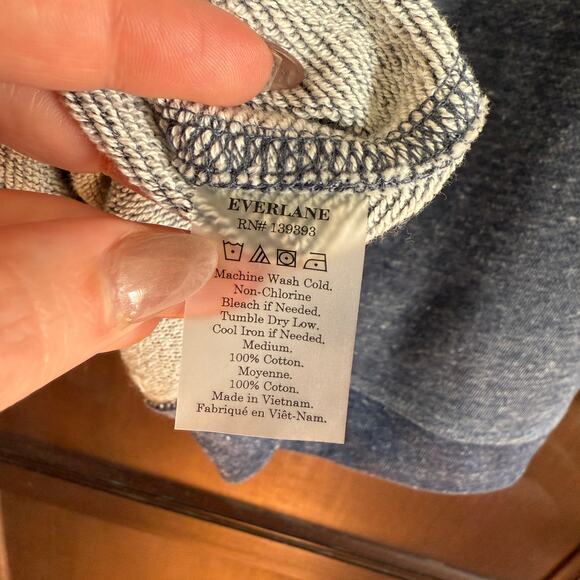 EVERLANE
RN# 139393
Machine Wash Cold.
Non-Chlorine
Bleach if Needed.
Tumble Dry Low.
Cool Iron if Needed.
Medium.
100% Cotton.
Moyenne.
100% Coton.
Made in Vietnam.
Fabriqué en Viêt-Nam.